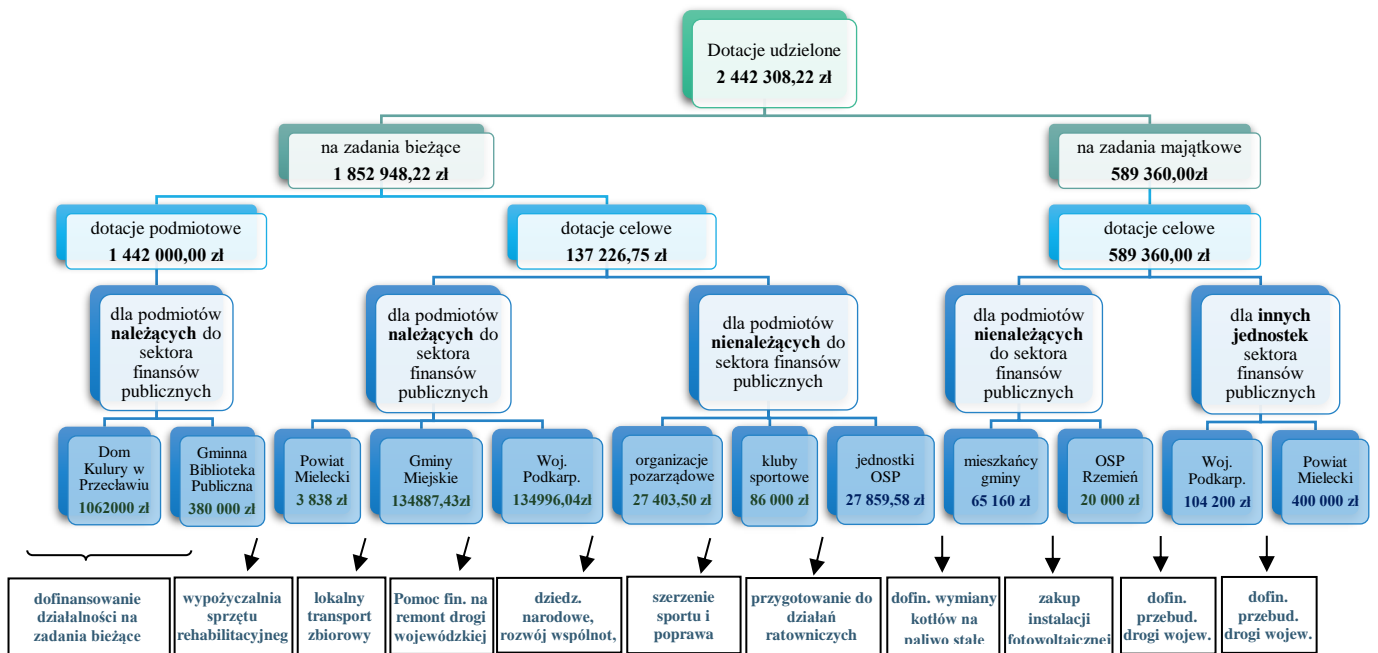 Dotacje udzielone
2 442 308,22 zł
na zadania bieżące
1 852 948,22 zł
na zadania majątkowe
589 360,00zł
dotacje podmiotowe
1 442 000,00 zł
dotacje celowe
137 226,75 zł
dotacje celowe
589 360,00 zł
dla podmiotów
należących do
sektora
finansów
publicznych
dla podmiotów
należących do
sektora
finansów
publicznych
dla podmiotów
nienależących do
sektora finansów
publicznych
dla podmiotów
nienależących
do sektora
finansów
publicznych
dla innych
jednostek
sektora
finansów
publicznych
Dom
Kulury w
Przecławiu
1062000 zł
Gminna
Biblioteka
Publiczna
380 000 zł
Powiat
Mielecki
3 838 zł
Gminy
Miejskie
134887,43zł
Woj.
Podkarp.
134996,04zł
organizacje
pozarządowe
27 403,50 zł
kluby
sportowe
86 000 zł
jednostki
OSP
27 859,58 zł
mieszkańcy
gminy
65 160 zł
OSP
Rzemień
20 000 zł
Woj.
Podkarp.
104 200 zł
Powiat
Mielecki
400 000 zł
dofinansowanie
działalności na
zadania bieżące
wypożyczalnia
sprzętu
rehabilitacyjneg
lokalny
transport
zbiorowy
Pomoc fin. na
remont drogi
wojewódzkiej
dziedz.
narodowe,
rozwój wspólnot,
szerzenie
sportu i
poprawa
przygotowanie do
działań
ratowniczych
dofin. wymiany
kotłów na
paliwo stałe
zakup
instalacji
fotowoltaicznej
dofin.
przebud.
drogi wojew.
dofin.
przebud.
drogi wojew.